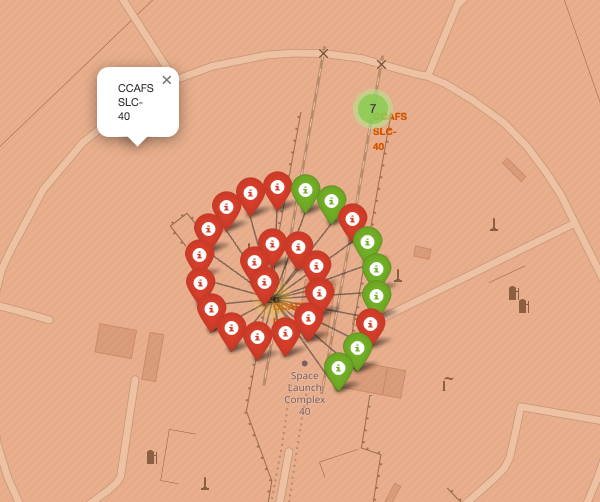 CCAFS
SLC-
40
×
7
CCAFS
SLC-
40
Space
Launch
Complex
40